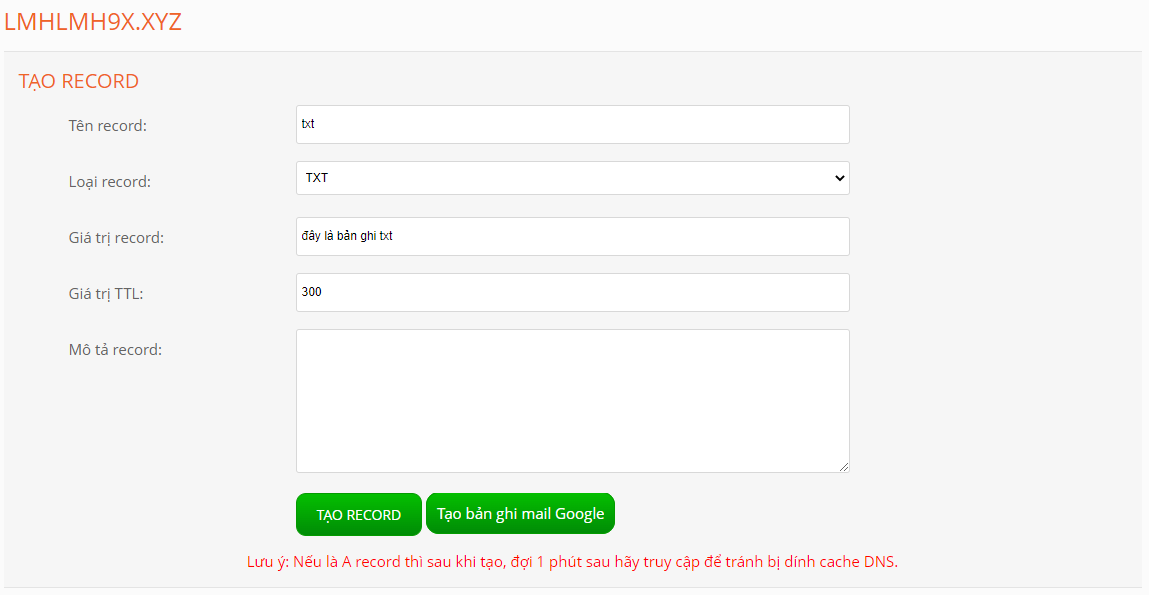 LMHLMH9X.XYZ
TẠO RECORD
Tên record:
txt
Loại record:
TXT
Giá trị record:
đây là bản ghi txt
Giá trị TTL:
300
Mô tả record:
TẠO RECORD
Tạo bản ghi mail Google
Lưu ý: Nếu là A record thì sau khi tạo, đợi 1 phút sau hãy truy cập để tránh bị dính cache DNS.